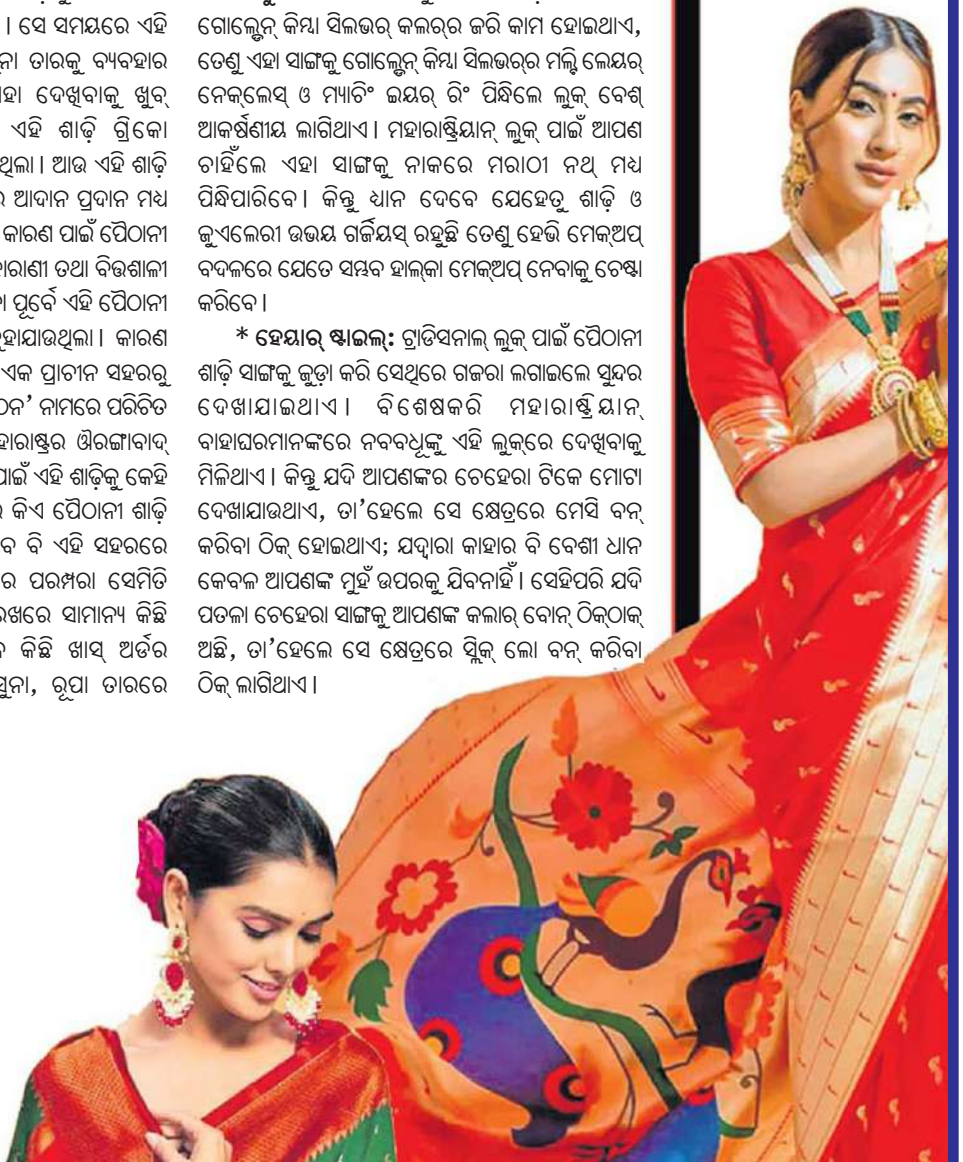 । ସେ ସମୟରେ ଏହି
ନା ତାରକୁ ବ୍ୟବହାର
ହା ଦେଖିବାକୁ ଖୁବ୍
ଏହି ଶାଢ଼ି ଗ୍ରିକୋ
ଥିଲା। ଆଉ ଏହି ଶାଢ଼ି
ଆଦାନ ପ୍ରଦାନ ମଧ୍ୟ
କାରଣ ପାଇଁ ପୈଠାନୀ
ହାରାଣୀ ତଥା ବିଉଶାଳୀ
ା ପୂର୍ବେ ଏହି ପୈଠାନୀ
ହାଯାଉଥିଲା। କାରଣ
ଏକ ପ୍ରାଚୀନ ସହରରୁ
ଠନ’ ନାମରେ ପରିଚିତ
ହାରାଷ୍ଟ୍ରର ଔରଙ୍ଗାବାଦ୍
ପାଇଁ ଏହି ଶାଢ଼ିକୁ କେହି
କିଏ ପୈଠାନୀ ଶାଢ଼ି
ବ ବି ଏହି ସହରରେ
ର ପରମ୍ପରା ସେମିତି
ଖରେ ସାମାନ୍ୟ କିଛି
କିଛି ଖାସ୍ ଅର୍ଡର
ସୁନା, ରୂପା ତାରରେ
ଗୋଲ୍ଡେନ୍ କିମ୍ବା ସିଲଭର୍ କଲର୍‌ର ଜରି କାମ ହୋଇଥାଏ,
ତେଣୁ ଏହା ସାଙ୍ଗକୁ ଗୋଲ୍ଡେନ୍ କିମ୍ବା ସିଲଭର୍‌ର ମଲ୍ଟି ଲେୟର୍
ନେକ୍‌ଲେସ୍ ଓ ମ୍ୟାଚିଂ ଇୟର୍ ରିଂ ପିନ୍ଧିଲେ ଲୁକ୍ ବେଶ୍
ଆକର୍ଷଣୀୟ ଲାଗିଥାଏ। ମହାରାଷ୍ଟ୍ରିୟାନ୍ ଲୁକ୍ ପାଇଁ ଆପଣ
ଚାହିଁଲେ ଏହା ସାଙ୍ଗକୁ ନାକରେ ମରାଠୀ ନଥ୍ ମଧ୍ୟ
ପିନ୍ଧିପାରିବେ। କିନ୍ତୁ ଧ୍ୟାନ ଦେବେ ଯେହେତୁ ଶାଢ଼ି ଓ
ଜୁଏଲେରୀ ଉଭୟ ଗର୍ଜିୟସ୍ ରହୁଛି ତେଣୁ ହେଭି ମେକ୍‌ଅପ୍
ବଦଳରେ ଯେତେ ସମ୍ଭବ ହାଲ୍‌କା ମେକ୍‌ଅପ୍ ନେବାକୁ ଚେଷ୍ଟା
କରିବେ।
* ହେୟାର୍ ଷ୍ଟାଇଲ୍: ଟ୍ରାଡିସନାଲ୍ ଲୁକ୍ ପାଇଁ ପୈଠାନୀ
ଶାଢ଼ି ସାଙ୍ଗକୁ ଜୁଡ଼ା କରି ସେଥିରେ ଗଜରା ଲଗାଇଲେ ସୁନ୍ଦର
ଦେଖାଯାଇଥାଏ। ବିଶେଷକରି ମହାରାଷ୍ଟ୍ରିୟାନ୍
ବାହାଘରମାନଙ୍କରେ ନବବଧୂଙ୍କୁ ଏହି ଲୁକ୍‌ରେ ଦେଖିବାକୁ
ମିଳିଥାଏ। କିନ୍ତୁ ଯଦି ଆପଣଙ୍କର ଚେହେରା ଟିକେ ମୋଟା
ଦେଖାଯାଉଥାଏ, ତା’ହେଲେ ସେ କ୍ଷେତ୍ରରେ ମେସି ବନ୍
କରିବା ଠିକ୍ ହୋଇଥାଏ; ଯଦ୍ଵାରା କାହାର ବି ବେଶୀ ଧାନ
କେବଳ ଆପଣଙ୍କ ମୁହଁ ଉପରକୁ ଯିବନାହିଁ। ସେହିପରି ଯଦି
ପତଳା ଚେହେରା ସାଙ୍ଗକୁ ଆପଣଙ୍କ କଲାର୍ ବୋନ୍ ଠିକ୍‌ଠାକ୍
ଅଛି, ତା’ହେଲେ ସେ କ୍ଷେତ୍ରରେ ସ୍ଲିକ୍ ଲୋ ବନ୍ କରିବା
ଠିକ୍ ଲାଗିଥାଏ।